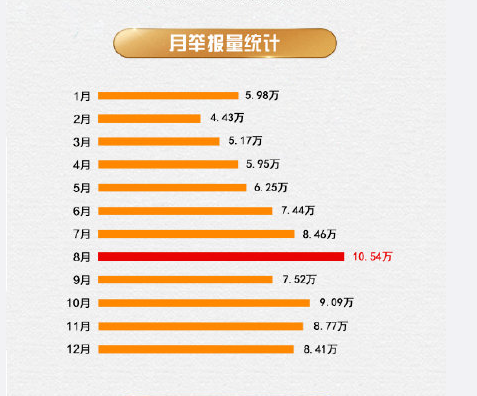 月举报量统计
1月 5.98万
2月 4.43万
3月 5.17万
4月 5.95万
5月 6.25万
6月 7.44万
7月 8.46万
8月 10.54万
9月 7.52万
10月 9.09万
11月 8.77万
12月 8.41万